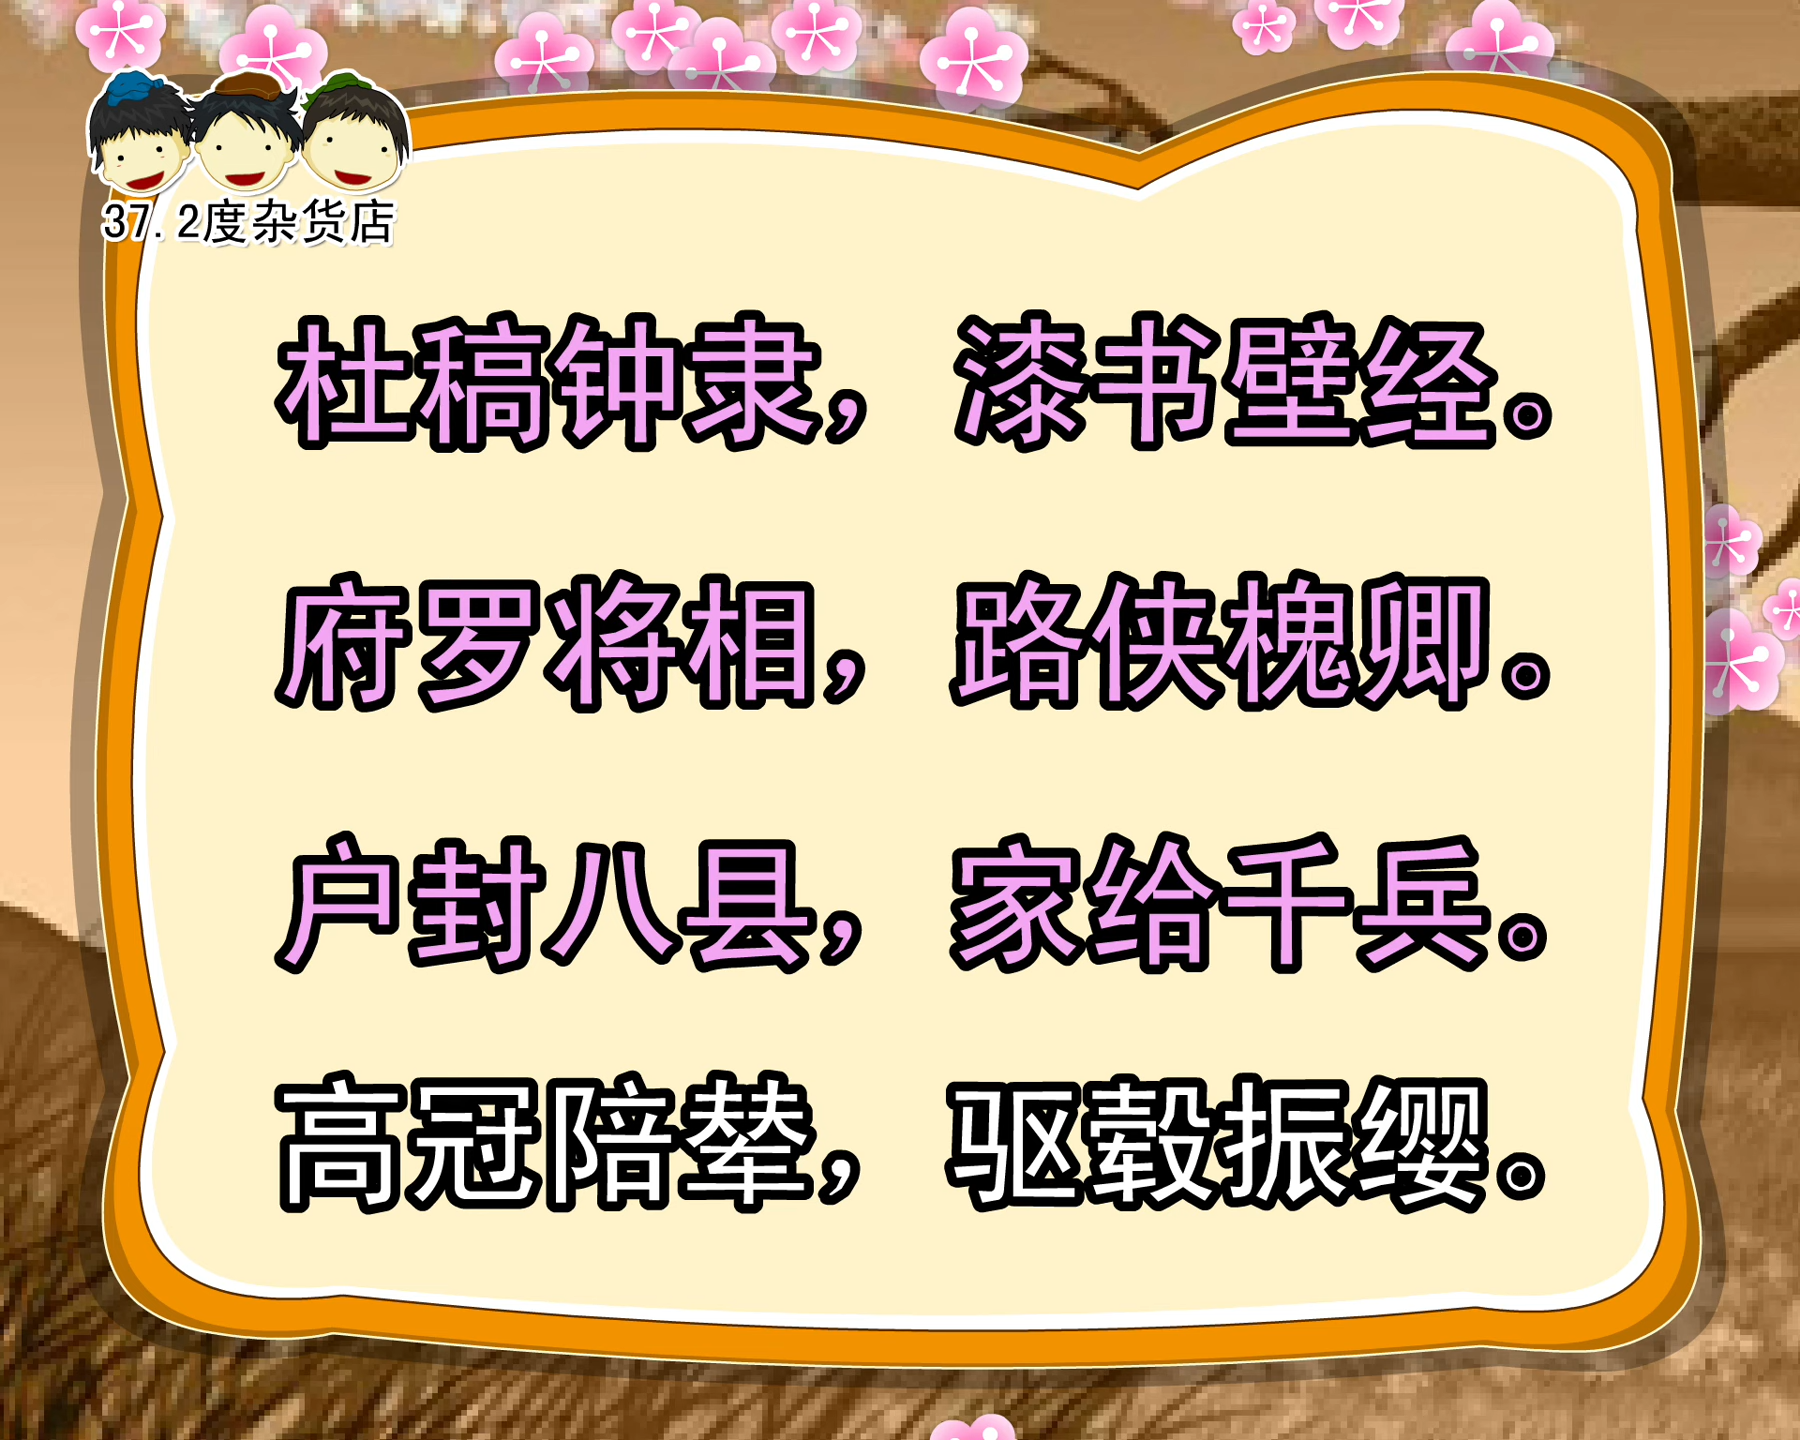 37.2度杂货店
杜稿钟隶，漆书壁经。
府罗将相，路侠槐卿。
户封八县，家给千兵。
高冠陪辇，驱毂振缨。